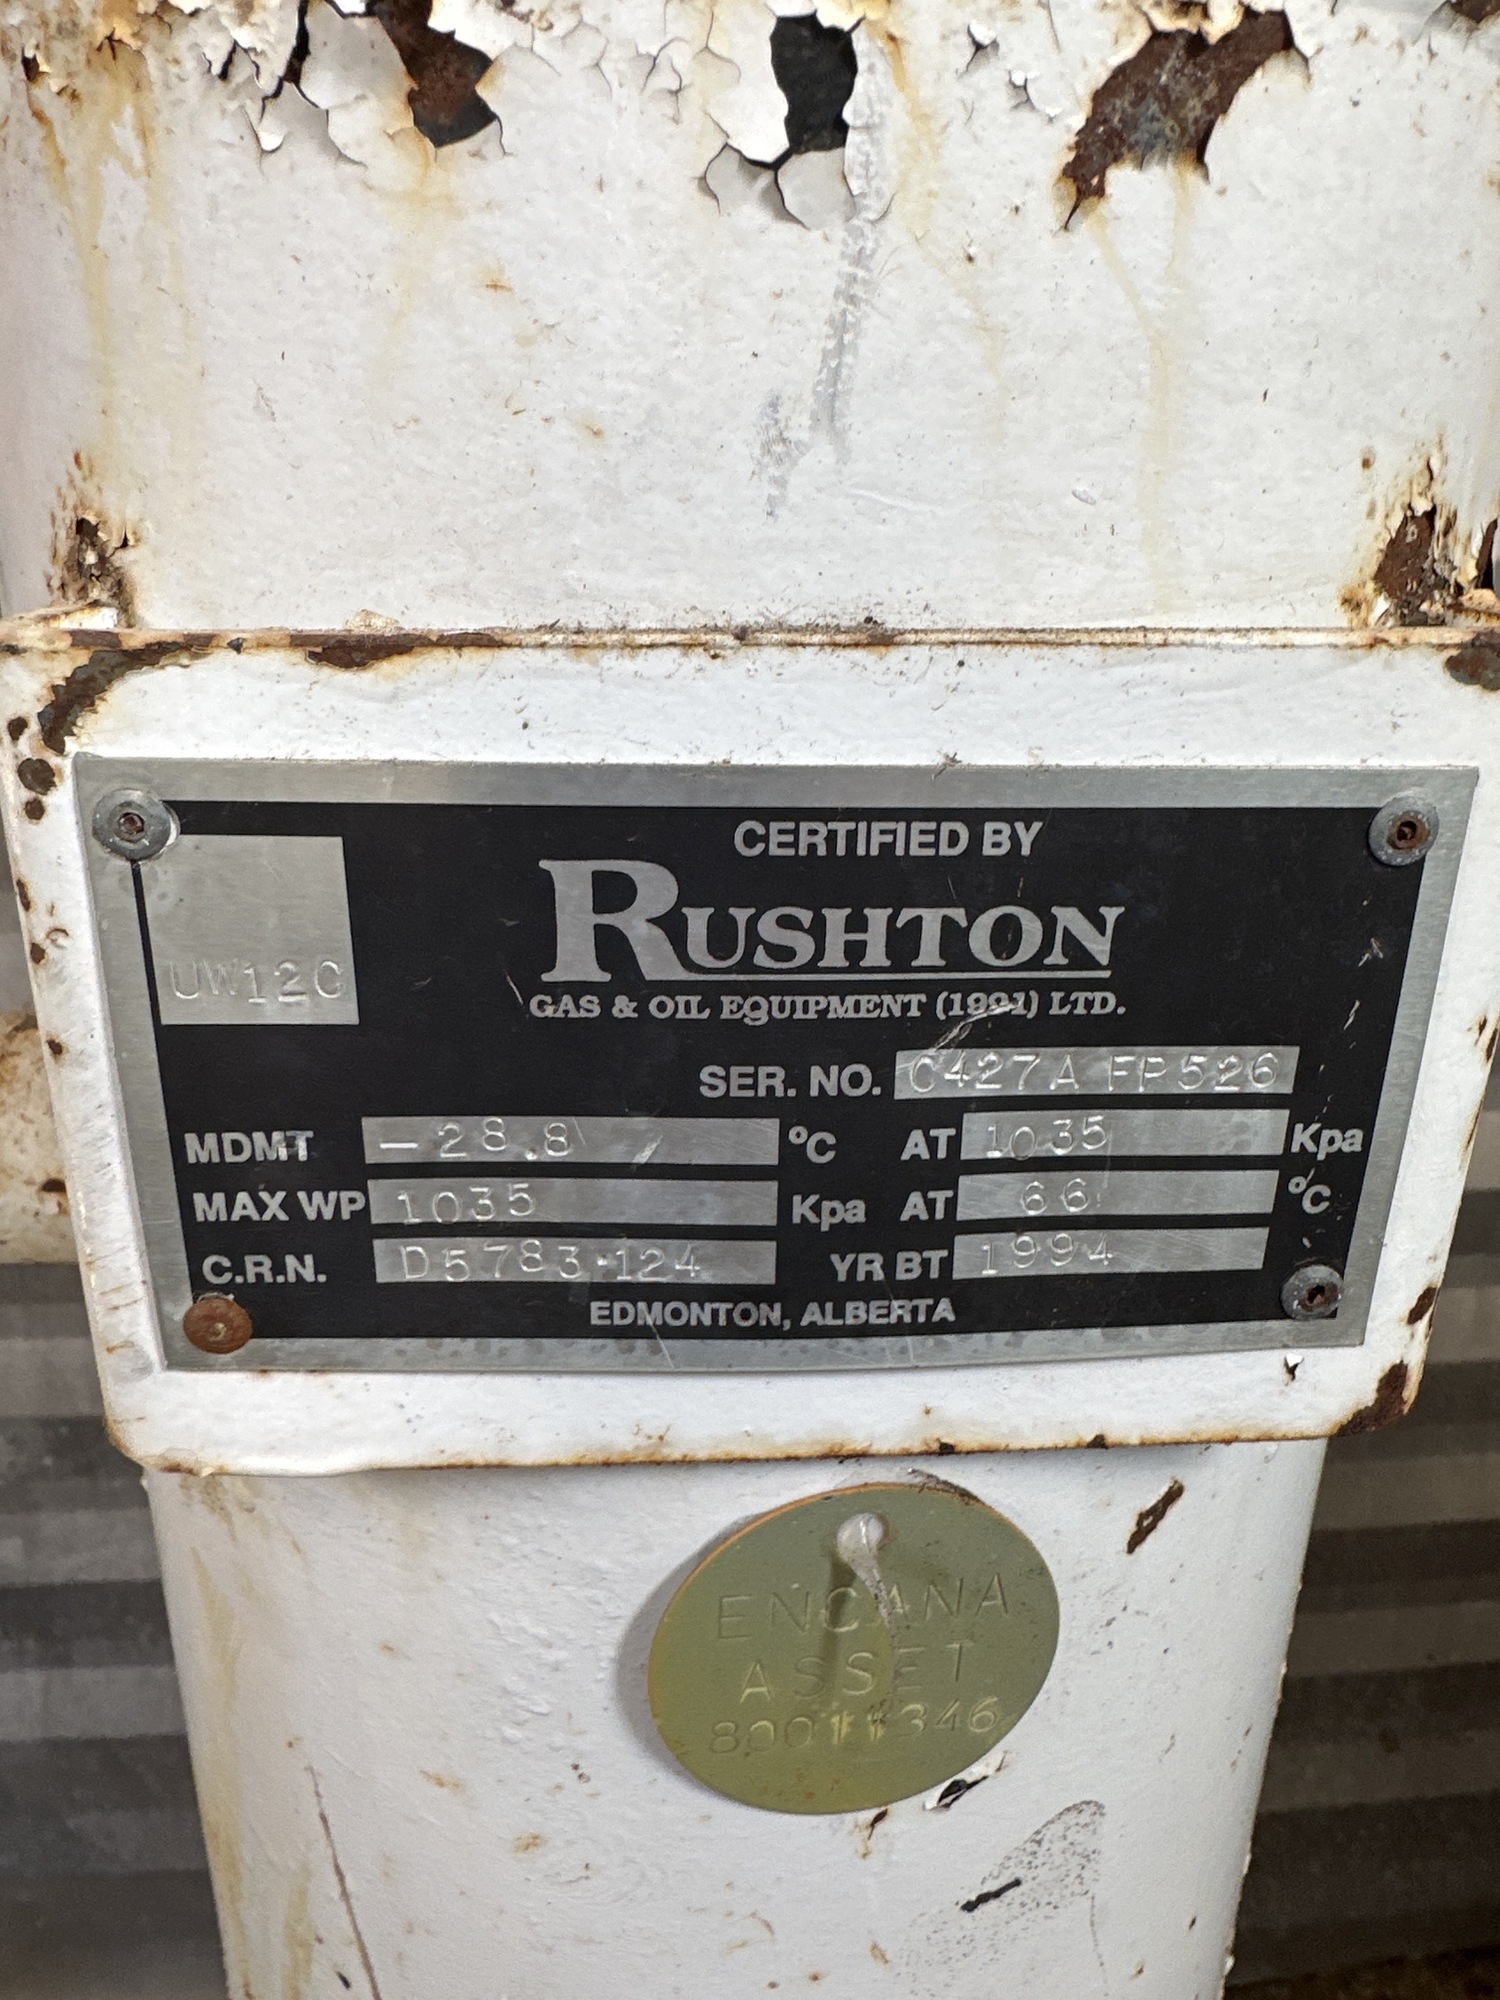 CERTIFIED BY
RUSHTON
GAS & OIL EQUIPMENT (1991) LTD.
UW12C
SER. NO. C427A FP526
MDMT -28.8 °C AT 1035 Kpa
MAX WP 1035 Kpa AT 66 °C
C.R.N. D5783.124 YR BT 1994
EDMONTON, ALBERTA
ENCANA
ASSET
80011346